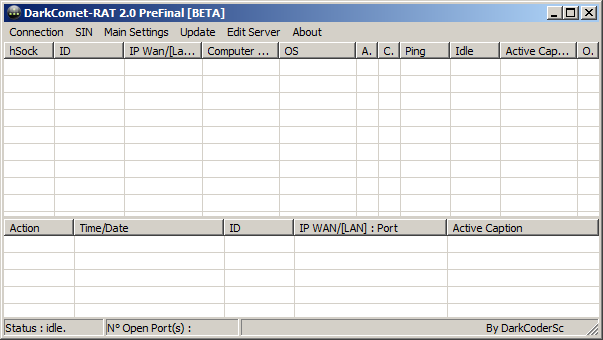 DarkComet-RAT 2.0 PreFinal [BETA]
Connection SIN Main Settings Update Edit Server About
hSock ID IP Wan/[La... Computer ... OS A. C. Ping Idle Active Cap... O.
Action Time/Date ID IP WAN/[LAN] : Port Active Caption
Status : idle. N° Open Port(s) : By DarkCoderSc